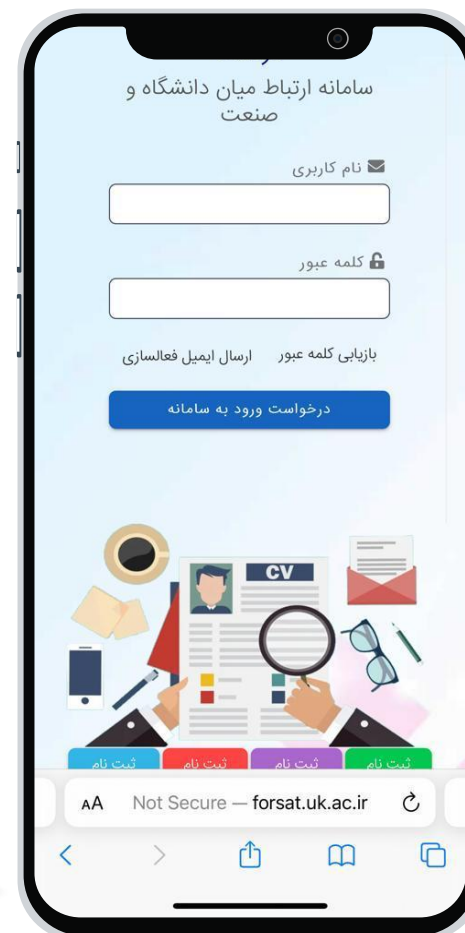 سامانه ارتباط میان دانشگاه و
صنعت
نام کاربری
کلمه عبور
بازیابی کلمه عبور ارسال ایمیل فعالسازی
درخواست ورود به سامانه
CV
ثبت نام ثبت نام ثبت نام ثبت نام
AA Not Secure — forsat.uk.ac.ir